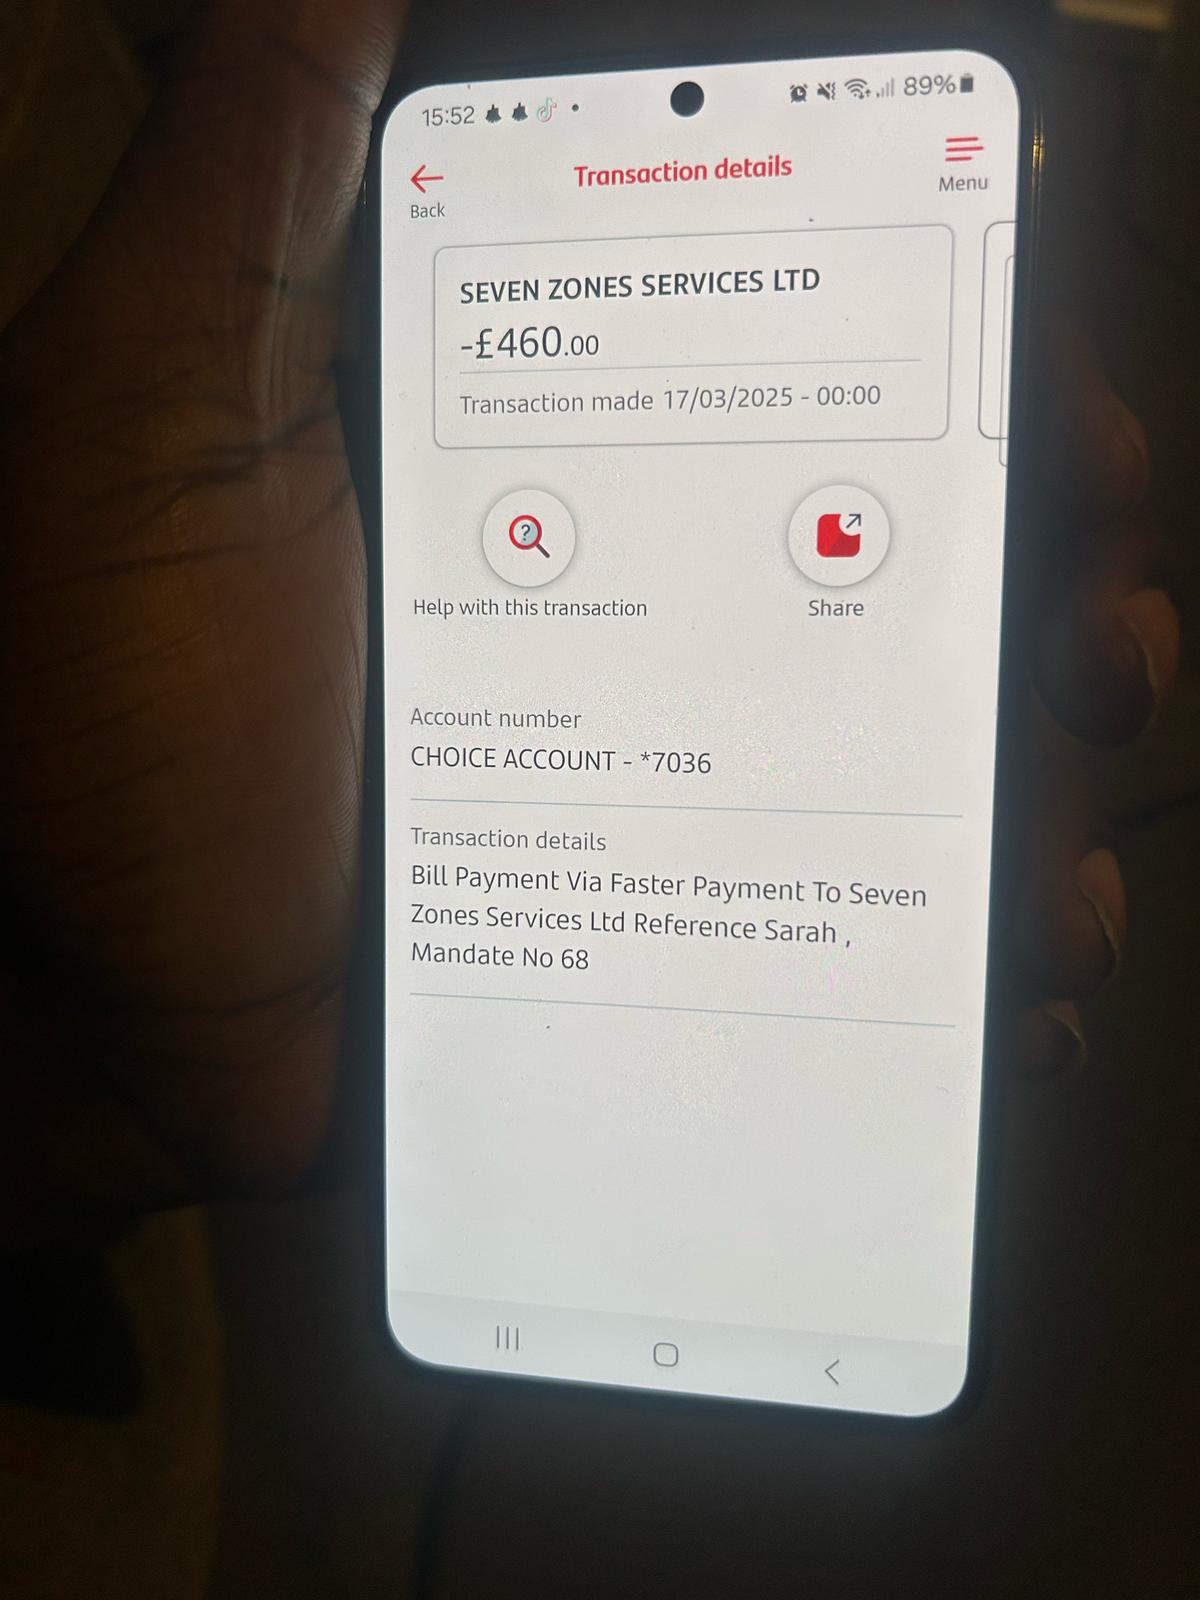 15:52
89%
Back
Transaction details
Menu
SEVEN ZONES SERVICES LTD
-£460.00
Transaction made 17/03/2025 - 00:00
Help with this transaction
Share
Account number
CHOICE ACCOUNT - *7036
Transaction details
Bill Payment Via Faster Payment To Seven
Zones Services Ltd Reference Sarah ,
Mandate No 68